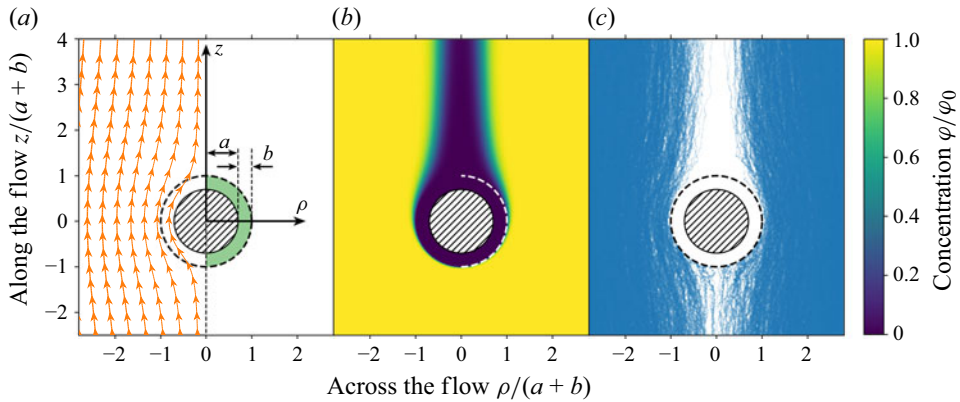 (a)
(b)
(c)
Along the flow z/(a + b)
4
3
2
1
0
−1
−2
z
a
b
ρ
−2 −1 0 1 2
−2 −1 0 1 2
−2 −1 0 1 2
Across the flow ρ/(a + b)
1.0
0.8
0.6
0.4
0.2
0
Concentration φ/φ0